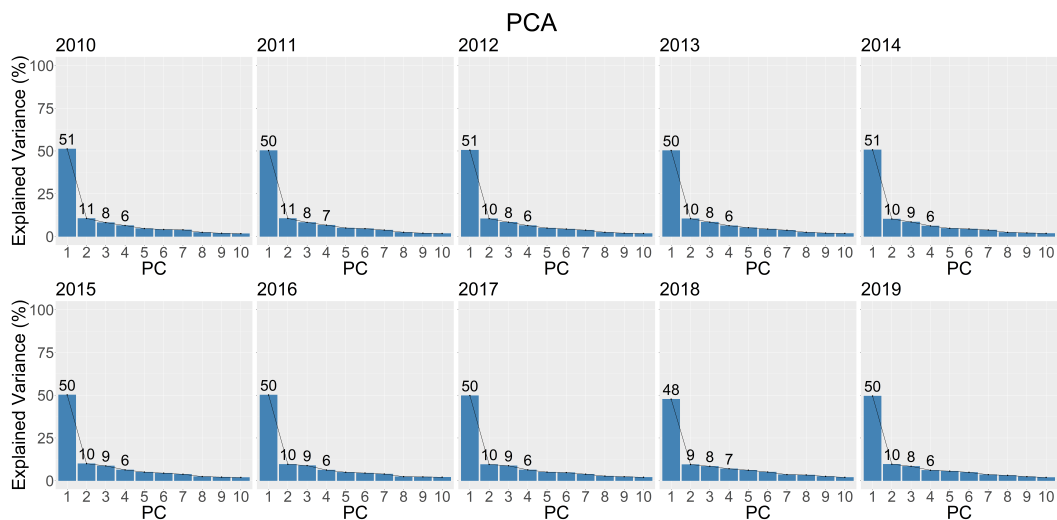 PCA
2010 2011 2012 2013 2014
Explained Variance (%)
100
75
50
25
0
51 11 8 6
50 11 8 7
51 10 8 6
50 10 8 6
51 10 9 6
1 2 3 4 5 6 7 8 9 10 1 2 3 4 5 6 7 8 9 10 1 2 3 4 5 6 7 8 9 10 1 2 3 4 5 6 7 8 9 10 1 2 3 4 5 6 7 8 9 10
PC PC PC PC PC
2015 2016 2017 2018 2019
Explained Variance (%)
100
75
50
25
0
50 10 9 6
50 10 9 6
50 10 9 6
48 9 8 7
50 10 8 6
1 2 3 4 5 6 7 8 9 10 1 2 3 4 5 6 7 8 9 10 1 2 3 4 5 6 7 8 9 10 1 2 3 4 5 6 7 8 9 10 1 2 3 4 5 6 7 8 9 10
PC PC PC PC PC